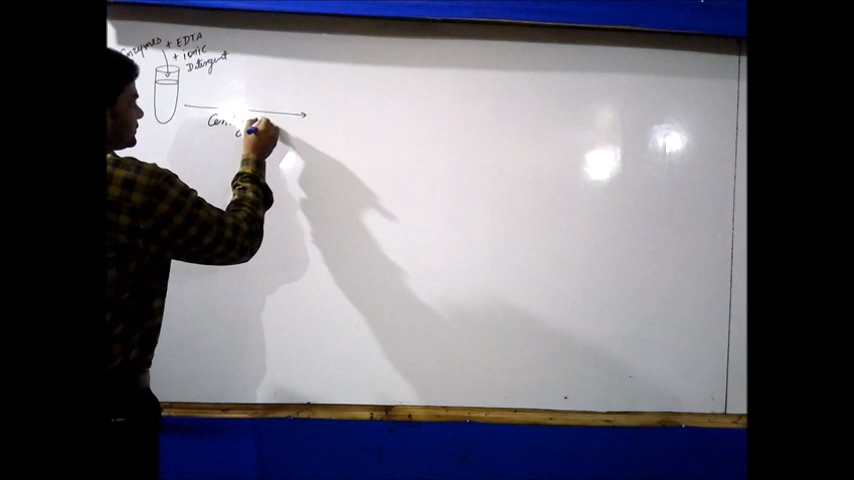 Enzymes + EDTA
+ ionic
Detergent